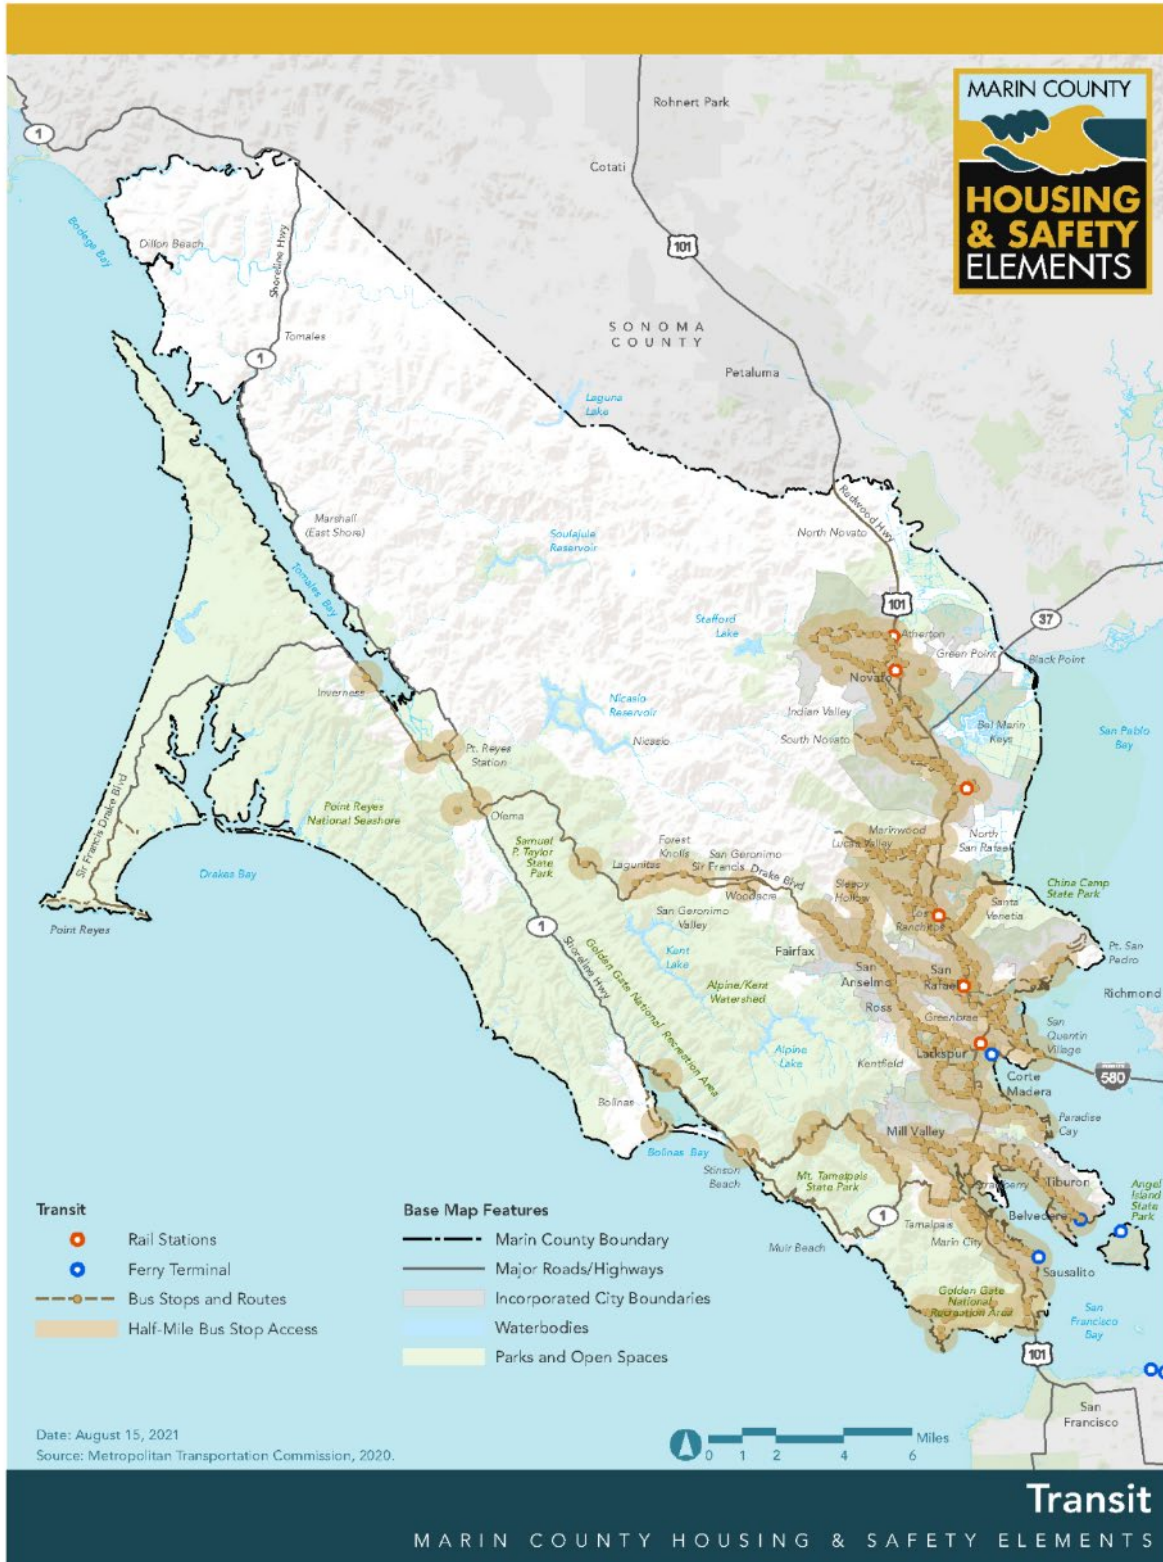 MARIN COUNTY
HOUSING
& SAFETY
ELEMENTS
Rohnert Park
Cotati
1
101
Bodega Bay
Dillon Beach
Shoreline Hwy
SONOMA
COUNTY
Tomales
1
Petaluma
Laguna
Lake
Redwood Hwy
Marshall
(East Shore)
Soulajule
Reservoir
North Novato
Tomales Bay
101
37
Stafford
Lake
Atherton
Green Point
Black Point
Novato
Inverness
Nicasio
Reservoir
Indian Valley
Bel Marin
Keys
San Pablo
Bay
South Novato
Nicasio
Pt. Reyes
Station
Sir Francis Drake Blvd
Point Reyes
National Seashore
Olema
Samuel
P. Taylor
State
Park
Forest
Knolls
Marinwood
Lucas Valley
North
San Rafael
Lagunitas
San Geronimo
Sir Francis Drake Blvd
Drakes Bay
Woodacre
Sleepy
Hollow
China Camp
State Park
Santa
Venetia
Los
Ranchitos
San Geronimo
Valley
Point Reyes
1
Shoreline Hwy
Golden Gate National Recreation Area
Kent
Lake
Fairfax
Pt. San
Pedro
San
Anselmo
San
Rafael
Alpine/Kent
Watershed
Richmond
Ross
Greenbrae
San
Quentin
Village
Alpine
Lake
Kentfield
Larkspur
580
Corte
Madera
Bolinas
Paradise
Cay
Mill Valley
Bolinas Bay
Stinson
Beach
Mt. Tamalpais
State Park
Strawberry
Tiburon
Angel
Island
State
Park
1
Belvedere
Tamalpais
Marin City
Muir Beach
Sausalito
Golden Gate
National
Recreation Area
San
Francisco
Bay
101
San
Francisco
Transit
Rail Stations
Ferry Terminal
Bus Stops and Routes
Half-Mile Bus Stop Access
Base Map Features
Marin County Boundary
Major Roads/Highways
Incorporated City Boundaries
Waterbodies
Parks and Open Spaces
Date: August 15, 2021
Source: Metropolitan Transportation Commission, 2020.
Miles
0 1 2 4 6
Transit
MARIN COUNTY HOUSING & SAFETY ELEMENTS